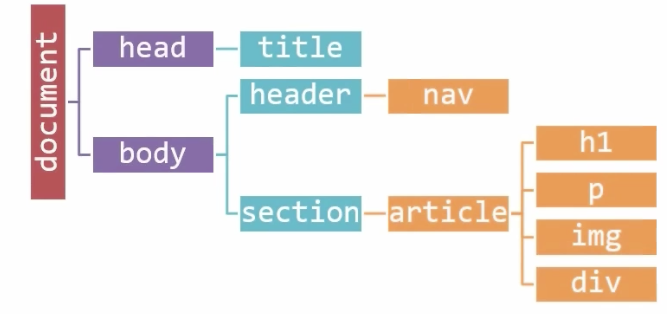 document
head
title
body
header
nav
section
article
h1
p
img
div